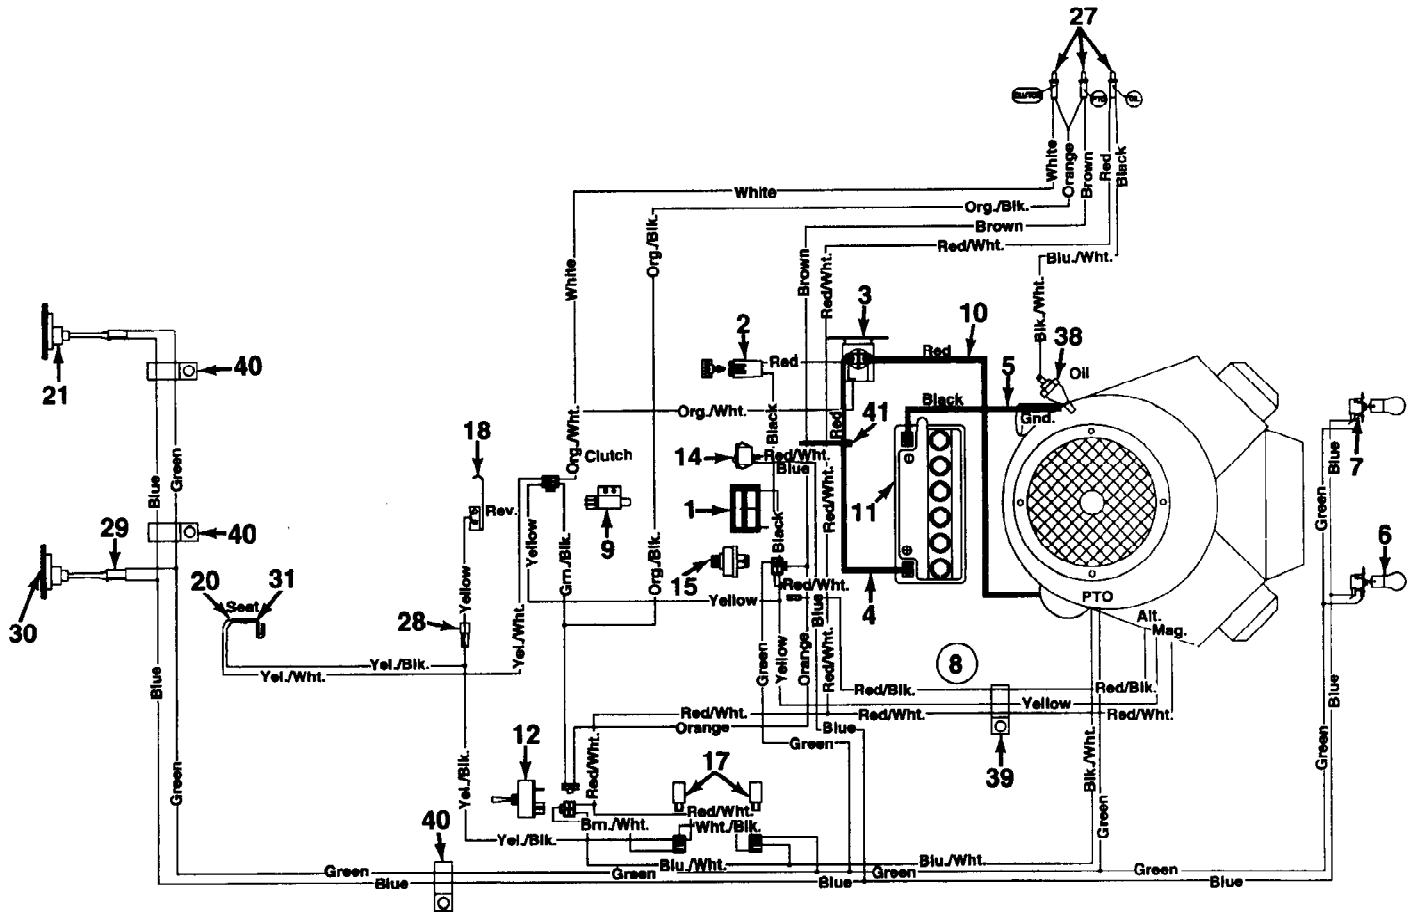 27
PTO
OIL
White
Orange
Brown
Red
Black
White
Org./Blk.
Brown
Red/Wht.
Blu./Wht.
Org./Blk.
White
Brown
Red/Wht.
Blk./Wht.
3
10
2
38
Red
Red
5
Oil
21
40
Black
Gnd.
Org./Wht.
Black
Red
41
7
18
Org./Wht.
Clutch
14
Red/Wht.
Blue
Blue
Green
Blue
Green
1
11
Rev.
Red/Wht.
29
40
Yellow
9
Black
6
Grn./Blk.
Org./Blk.
15
Red/Wht.
20
31
Yellow
Yellow
4
PTO
Seat
30
28
Blue
Alt.
Mag.
Yel./Wht.
Green
Yellow
Orange
Red/Wht.
8
Yel./Blk.
Yel./Wht.
Blue
Red/Blk.
Red/Blk.
Blue
Yellow
Red/Wht.
Red/Wht.
Red/Wht.
12
Orange
Blue
Green
Green
Red/Wht.
17
39
Blk./Wht.
Green
Yel./Blk.
Red/Wht.
Green
40
Brn./Wht.
Wht./Blk.
Yel./Blk.
Blu./Wht.
Blu./Wht.
Green
Green
Green
Green
Blue
Blue
Blue